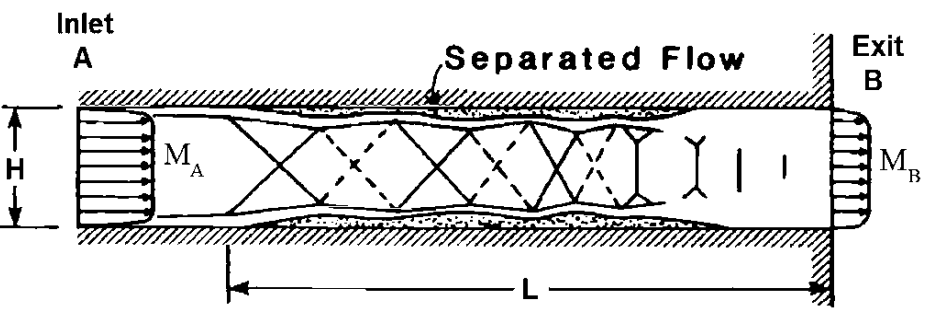 Inlet
A
Separated Flow
Exit
B
H
M_A
M_B
L